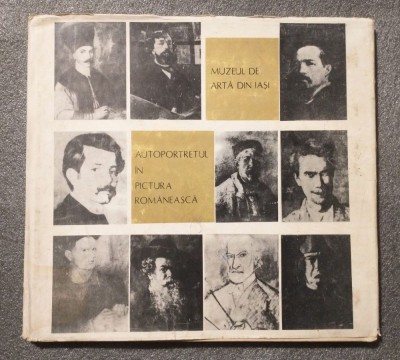 MUZEUL DE
ARTĂ DIN IAȘI
AUTOPORTRETUL
ÎN
PICTURA
ROMÂNEASCĂ